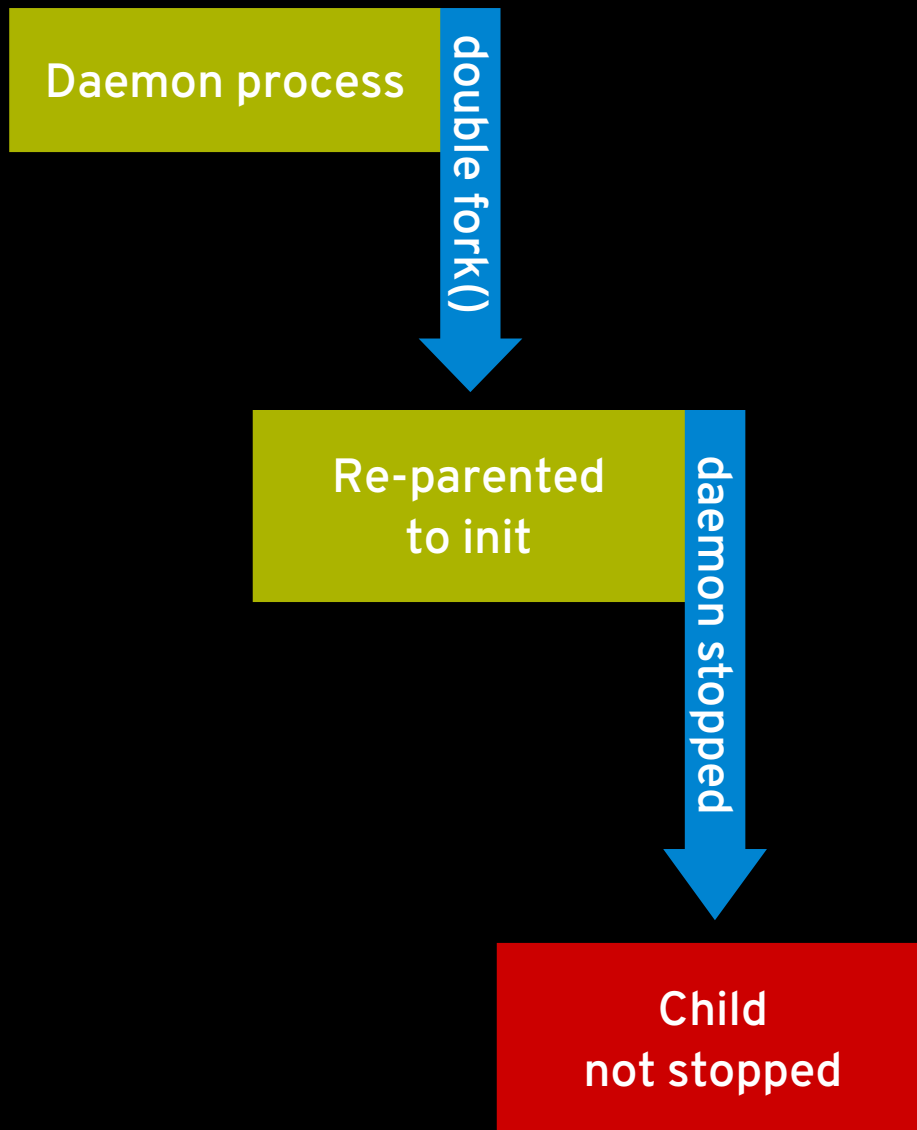 Daemon process
double fork()
Re-parented
to init
daemon stopped
Child
not stopped